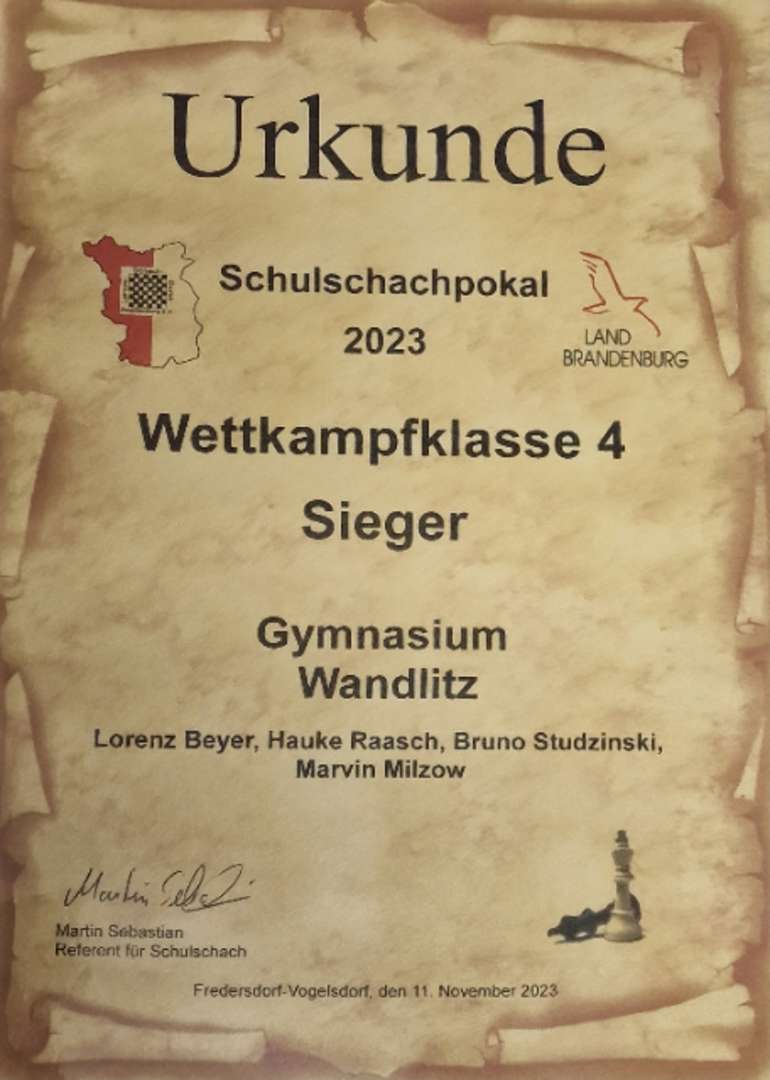 Urkunde
Schulschachpokal
2023
LAND
BRANDENBURG
Wettkampfklasse 4
Sieger
Gymnasium
Wandlitz
Lorenz Beyer, Hauke Raasch, Bruno Studzinski,
Marvin Milzow
Martin Sebastian
Referent für Schulschach
Fredersdorf-Vogelsdorf, den 11. November 2023